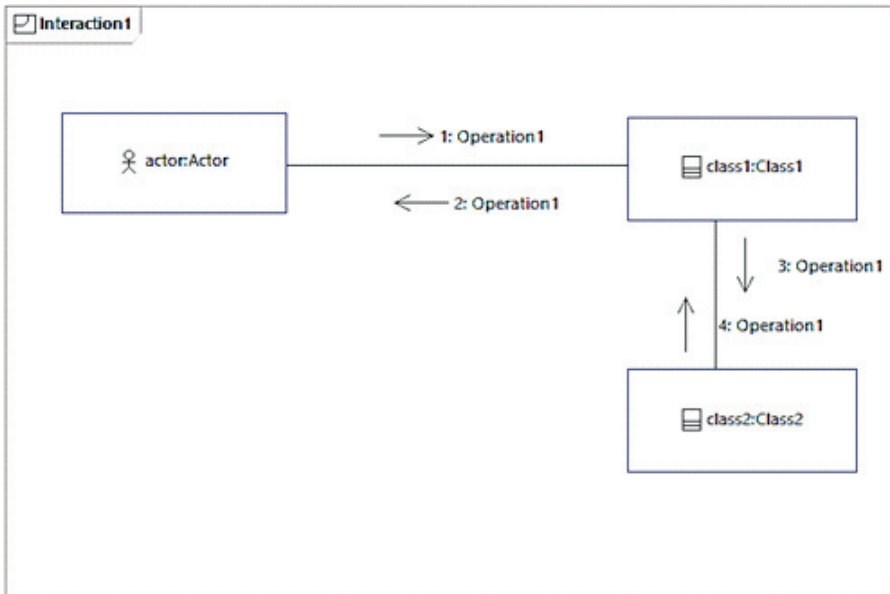 Interaction1
1: Operation1
actor:Actor
class1:Class1
2: Operation1
3: Operation1
4: Operation1
class2:Class2